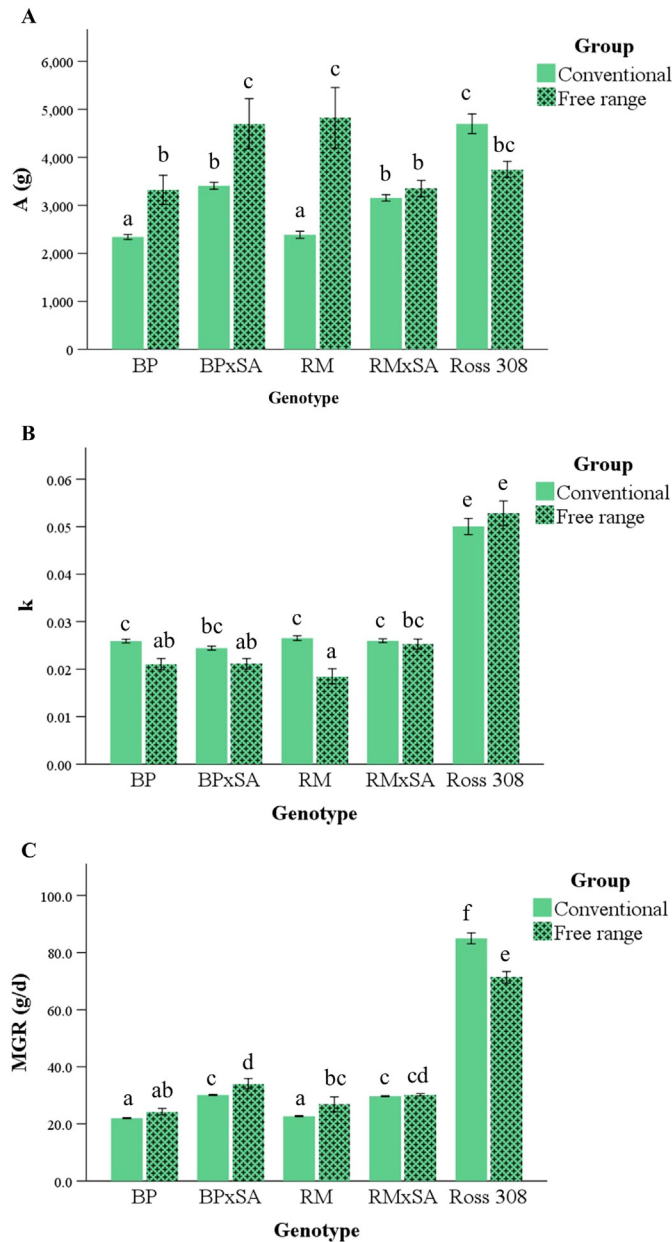 A
Group
Conventional
Free range
6,000
5,000
4,000
3,000
2,000
1,000
0
A (g)
a b b c a c b b c bc
BP BPxSA RM RMxSA Ross 308
Genotype
B
Group
Conventional
Free range
0.06
0.05
0.04
0.03
0.02
0.01
0.00
k
c ab bc ab c a c bc e e
BP BPxSA RM RMxSA Ross 308
Genotype
C
Group
Conventional
Free range
100.0
80.0
60.0
40.0
20.0
0.0
MGR (g/d)
a ab c d a bc c cd f e
BP BPxSA RM RMxSA Ross 308
Genotype